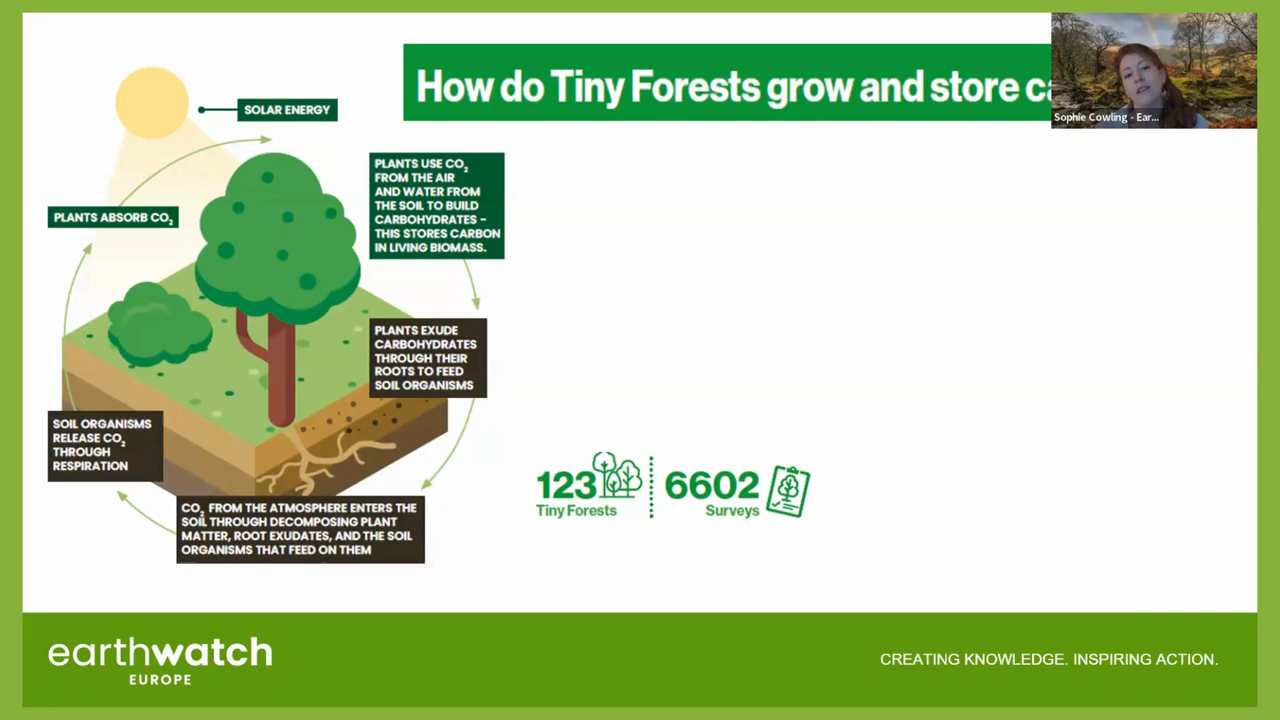 How do Tiny Forests grow and store
Sophie Cowling - Ear...
SOLAR ENERGY
PLANTS ABSORB CO₂
PLANTS USE CO₂
FROM THE AIR
AND WATER FROM
THE SOIL TO BUILD
CARBOHYDRATES -
THIS STORES CARBON
IN LIVING BIOMASS.
PLANTS EXUDE
CARBOHYDRATES
THROUGH THEIR
ROOTS TO FEED
SOIL ORGANISMS
SOIL ORGANISMS
RELEASE CO₂
THROUGH
RESPIRATION
CO₂ FROM THE ATMOSPHERE ENTERS THE
SOIL THROUGH DECOMPOSING PLANT
MATTER, ROOT EXUDATES, AND THE SOIL
ORGANISMS THAT FEED ON THEM
123
Tiny Forests
6602
Surveys
earthwatch
EUROPE
CREATING KNOWLEDGE. INSPIRING ACTION.